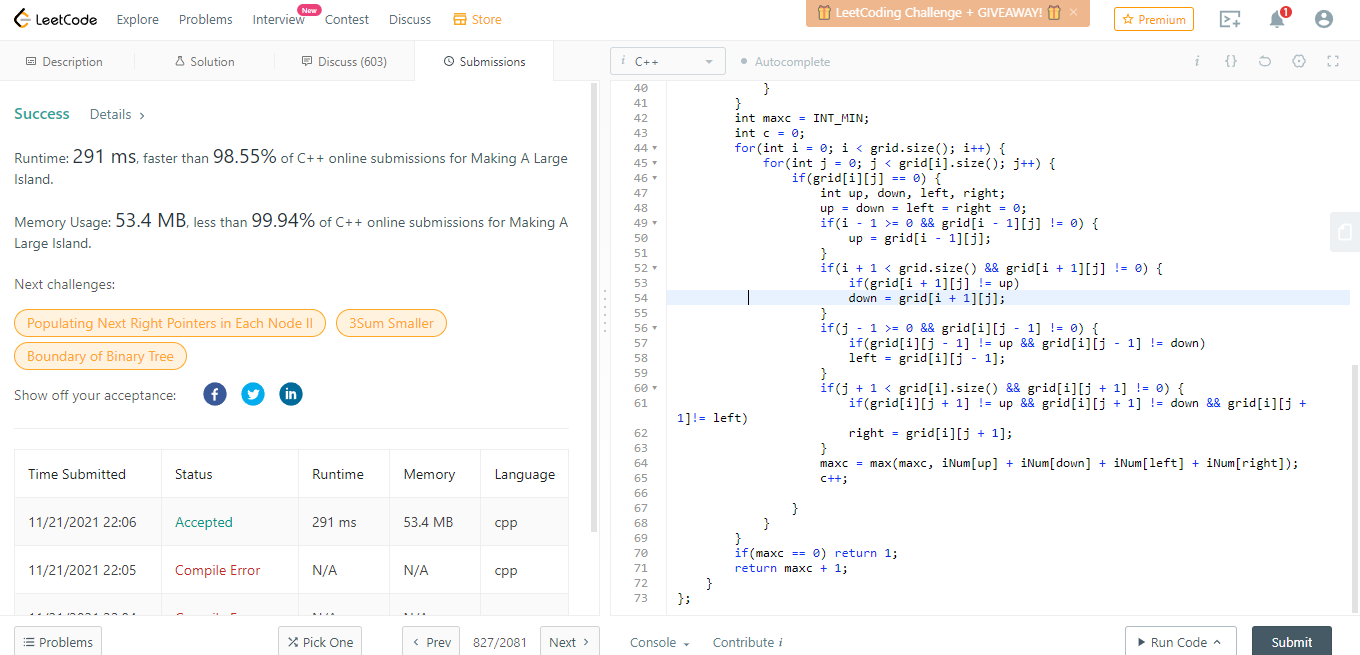 LeetCode Explore Problems Interview New Contest Discuss Store LeetCoding Challenge + GIVEAWAY! × Premium 1
Description Solution Discuss (603) Submissions
i C++ Autocomplete i {}
Success Details >
Runtime: 291 ms, faster than 98.55% of C++ online submissions for Making A Large
Island.
Memory Usage: 53.4 MB, less than 99.94% of C++ online submissions for Making A
Large Island.
Next challenges:
Populating Next Right Pointers in Each Node II 3Sum Smaller
Boundary of Binary Tree
Show off your acceptance: f in
Time Submitted Status Runtime Memory Language
11/21/2021 22:06 Accepted 291 ms 53.4 MB cpp
11/21/2021 22:05 Compile Error N/A N/A cpp
40 }
41 }
42 int maxc = INT_MIN;
43 int c = 0;
44 for(int i = 0; i < grid.size(); i++) {
45 for(int j = 0; j < grid[i].size(); j++) {
46 if(grid[i][j] == 0) {
47 int up, down, left, right;
48 up = down = left = right = 0;
49 if(i - 1 >= 0 && grid[i - 1][j] != 0) {
50 up = grid[i - 1][j];
51 }
52 if(i + 1 < grid.size() && grid[i + 1][j] != 0) {
53 if(grid[i + 1][j] != up)
54 down = grid[i + 1][j];
55 }
56 if(j - 1 >= 0 && grid[i][j - 1] != 0) {
57 if(grid[i][j - 1] != up && grid[i][j - 1] != down)
58 left = grid[i][j - 1];
59 }
60 if(j + 1 < grid[i].size() && grid[i][j + 1] != 0) {
61 if(grid[i][j + 1] != up && grid[i][j + 1] != down && grid[i][j +
1]!= left)
62 right = grid[i][j + 1];
63 }
64 maxc = max(maxc, iNum[up] + iNum[down] + iNum[left] + iNum[right]);
65 c++;
66
67 }
68 }
69 }
70 if(maxc == 0) return 1;
71 return maxc + 1;
72 }
73 };
Problems Pick One < Prev 827/2081 Next > Console Contribute i Run Code Submit